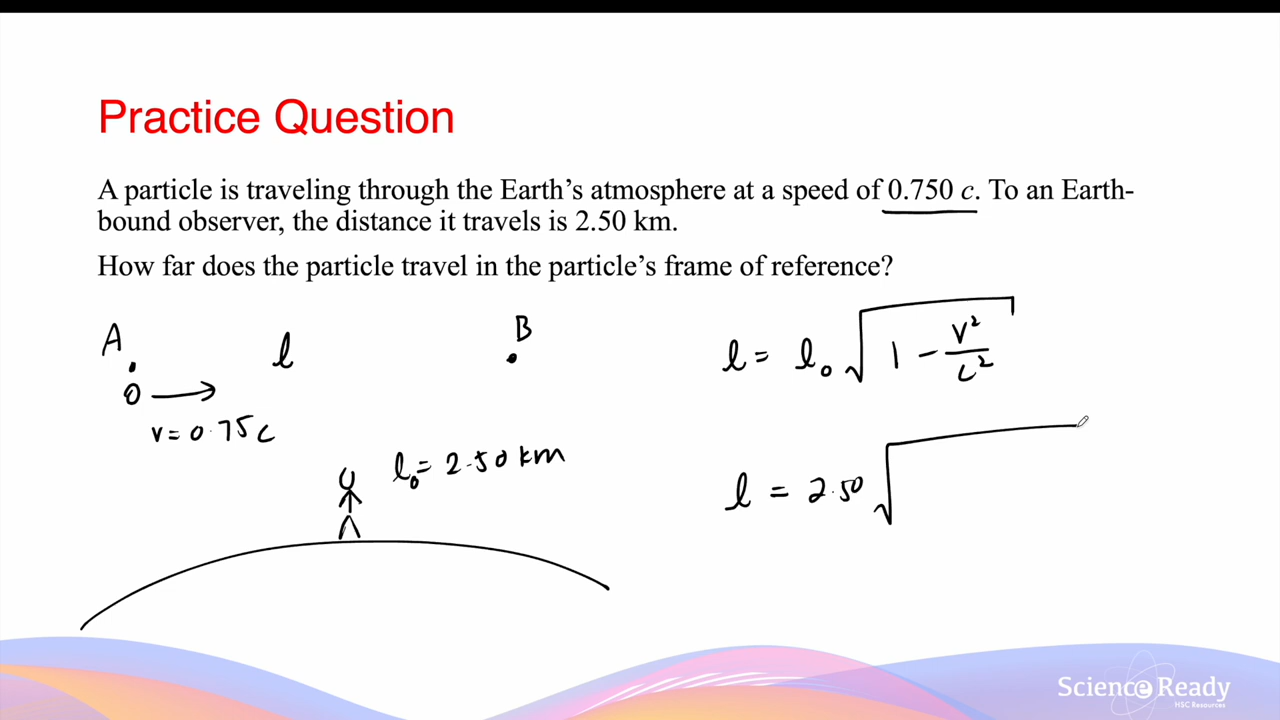 Practice Question
A particle is traveling through the Earth's atmosphere at a speed of 0.750 c. To an Earth-
bound observer, the distance it travels is 2.50 km.
How far does the particle travel in the particle's frame of reference?
A
l
B
v = 0.75c
l₀ = 2.50 km
l = l₀ √(1 - v²/c²)
l = 2.50 √
Science Ready
HSC Resources